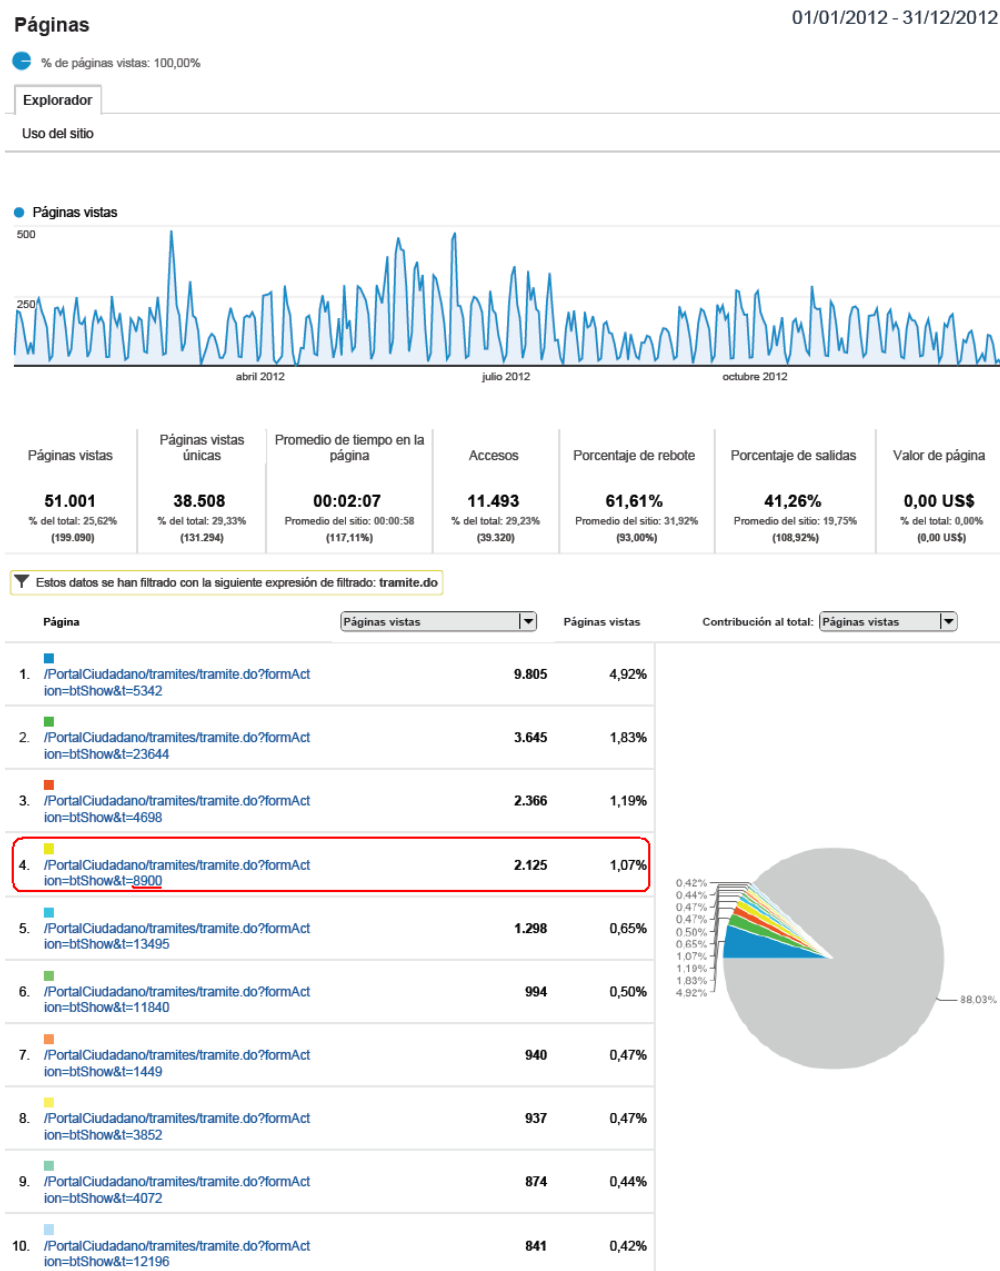 Páginas
01/01/2012 - 31/12/2012
% de páginas vistas: 100,00%
Explorador
Uso del sitio
Páginas vistas
500
250
abril 2012
julio 2012
octubre 2012
Páginas vistas
51.001
% del total: 25,62%
(199.090)
Páginas vistas
únicas
38.508
% del total: 29,33%
(131.294)
Promedio de tiempo en la
página
00:02:07
Promedio del sitio: 00:00:58
(117,11%)
Accesos
11.493
% del total: 29,23%
(39.320)
Porcentaje de rebote
61,61%
Promedio del sitio: 31,92%
(93,00%)
Porcentaje de salidas
41,26%
Promedio del sitio: 19,75%
(108,92%)
Valor de página
0,00 US$
% del total: 0,00%
(0,00 US$)
Estos datos se han filtrado con la siguiente expresión de filtrado: tramite.do
Página
Páginas vistas
Páginas vistas
Contribución al total: Páginas vistas
1. /PortalCiudadano/tramites/tramite.do?formAct
ion=btShow&t=5342
9.805 4,92%
2. /PortalCiudadano/tramites/tramite.do?formAct
ion=btShow&t=23644
3.645 1,83%
3. /PortalCiudadano/tramites/tramite.do?formAct
ion=btShow&t=4698
2.366 1,19%
4. /PortalCiudadano/tramites/tramite.do?formAct
ion=btShow&t=8900
2.125 1,07%
5. /PortalCiudadano/tramites/tramite.do?formAct
ion=btShow&t=13495
1.298 0,65%
6. /PortalCiudadano/tramites/tramite.do?formAct
ion=btShow&t=11840
994 0,50%
7. /PortalCiudadano/tramites/tramite.do?formAct
ion=btShow&t=1449
940 0,47%
8. /PortalCiudadano/tramites/tramite.do?formAct
ion=btShow&t=3852
937 0,47%
9. /PortalCiudadano/tramites/tramite.do?formAct
ion=btShow&t=4072
874 0,44%
10. /PortalCiudadano/tramites/tramite.do?formAct
ion=btShow&t=12196
841 0,42%
0,42%
0,44%
0,47%
0,47%
0,50%
0,65%
1,07%
1,19%
1,83%
4,92%
88,03%